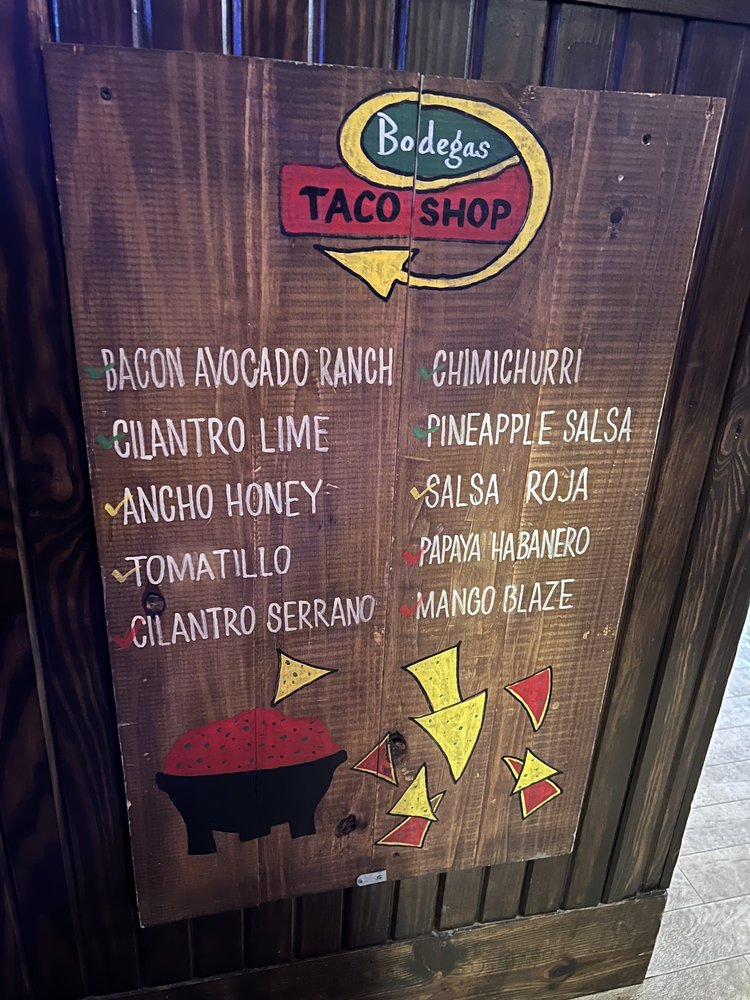 Bodegas
TACO SHOP
BACON AVOCADO RANCH
CILANTRO LIME
ANCHO HONEY
TOMATILLO
CILANTRO SERRANO
CHIMICHURRI
PINEAPPLE SALSA
SALSA ROJA
PAPAYA HABANERO
MANGO BLAZE